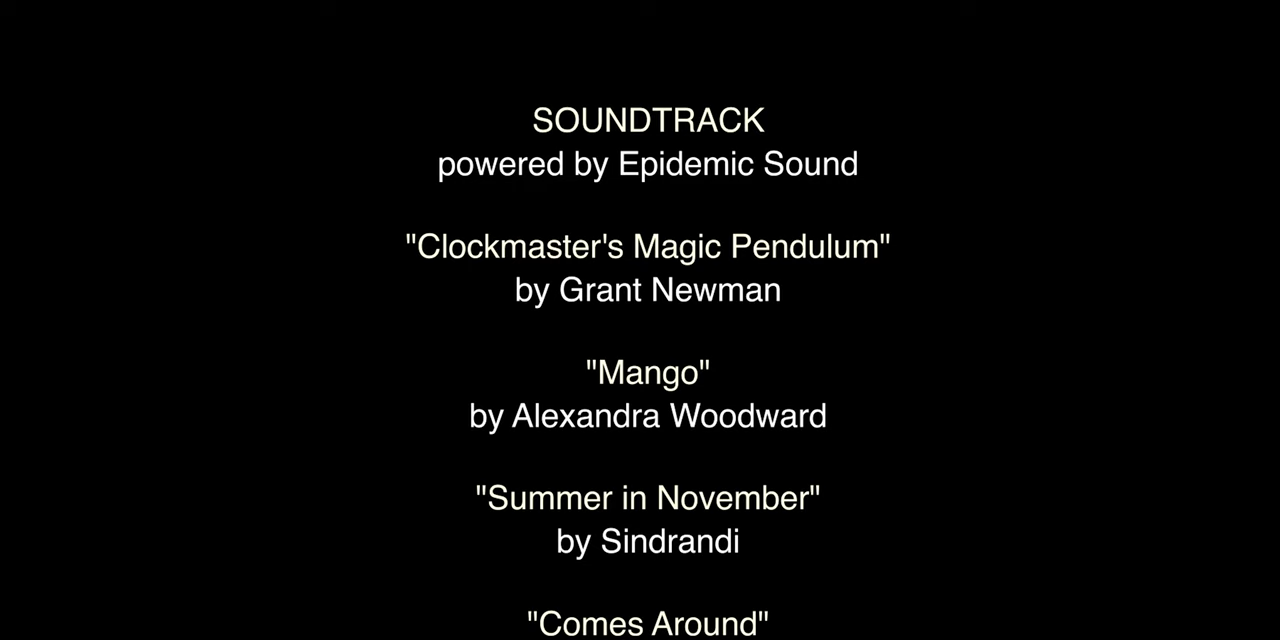 SOUNDTRACK
powered by Epidemic Sound
"Clockmaster's Magic Pendulum"
by Grant Newman
"Mango"
by Alexandra Woodward
"Summer in November"
by Sindrandi
"Comes Around"